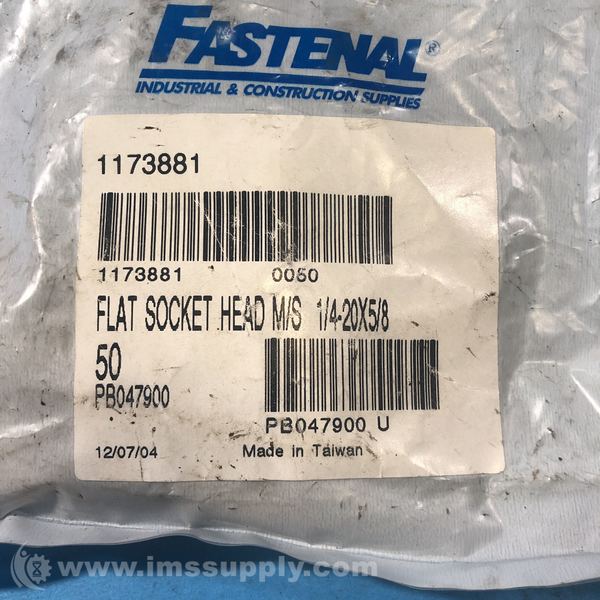 FASTENAL®
INDUSTRIAL & CONSTRUCTION SUPPLIES
1173881
1173881 0050
FLAT SOCKET HEAD M/S 1/4-20X5/8
50
PB047900
PB047900 U
12/07/04 Made in Taiwan
www.imssupply.com